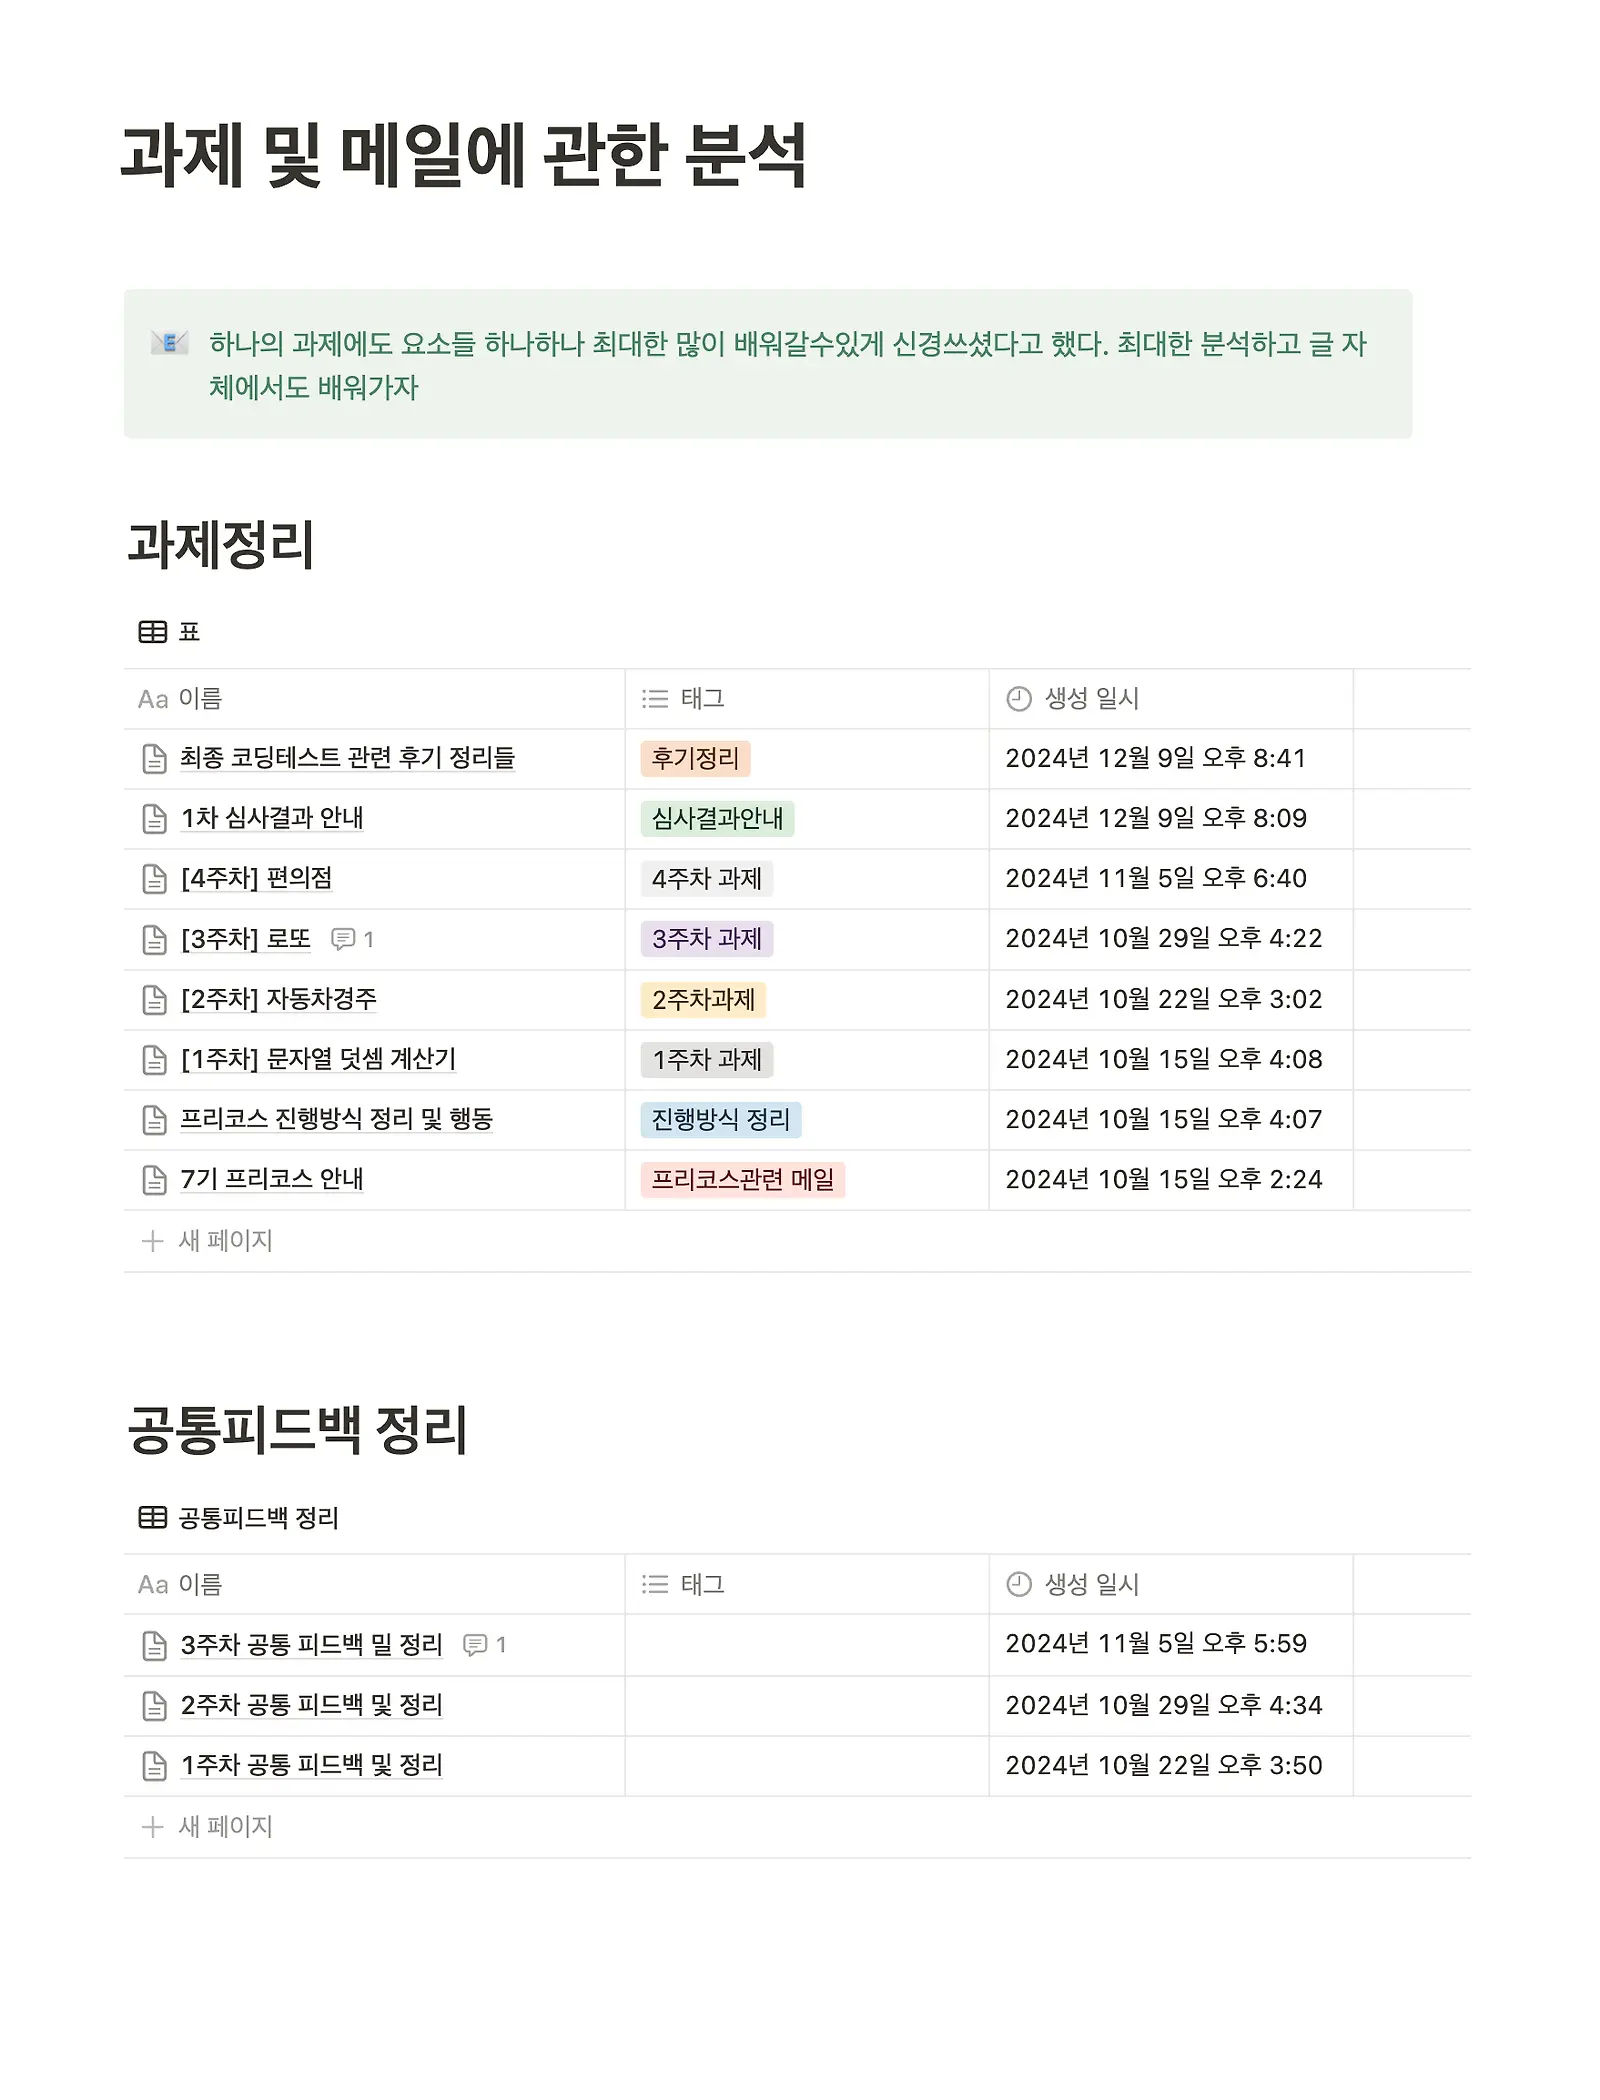 과제 및 메일에 관한 분석
하나의 과제에도 요소들 하나하나 최대한 많이 배워갈수있게 신경쓰셨다고 했다. 최대한 분석하고 글 자
체에서도 배워가자
과제정리
표
Aa 이름 태그 생성 일시
최종 코딩테스트 관련 후기 정리들 후기정리 2024년 12월 9일 오후 8:41
1차 심사결과 안내 심사결과안내 2024년 12월 9일 오후 8:09
[4주차] 편의점 4주차 과제 2024년 11월 5일 오후 6:40
[3주차] 로또 1 3주차 과제 2024년 10월 29일 오후 4:22
[2주차] 자동차경주 2주차과제 2024년 10월 22일 오후 3:02
[1주차] 문자열 덧셈 계산기 1주차 과제 2024년 10월 15일 오후 4:08
프리코스 진행방식 정리 및 행동 진행방식 정리 2024년 10월 15일 오후 4:07
7기 프리코스 안내 프리코스관련 메일 2024년 10월 15일 오후 2:24
새 페이지
공통피드백 정리
공통피드백 정리
Aa 이름 태그 생성 일시
3주차 공통 피드백 밀 정리 1 2024년 11월 5일 오후 5:59
2주차 공통 피드백 및 정리 2024년 10월 29일 오후 4:34
1주차 공통 피드백 및 정리 2024년 10월 22일 오후 3:50
새 페이지